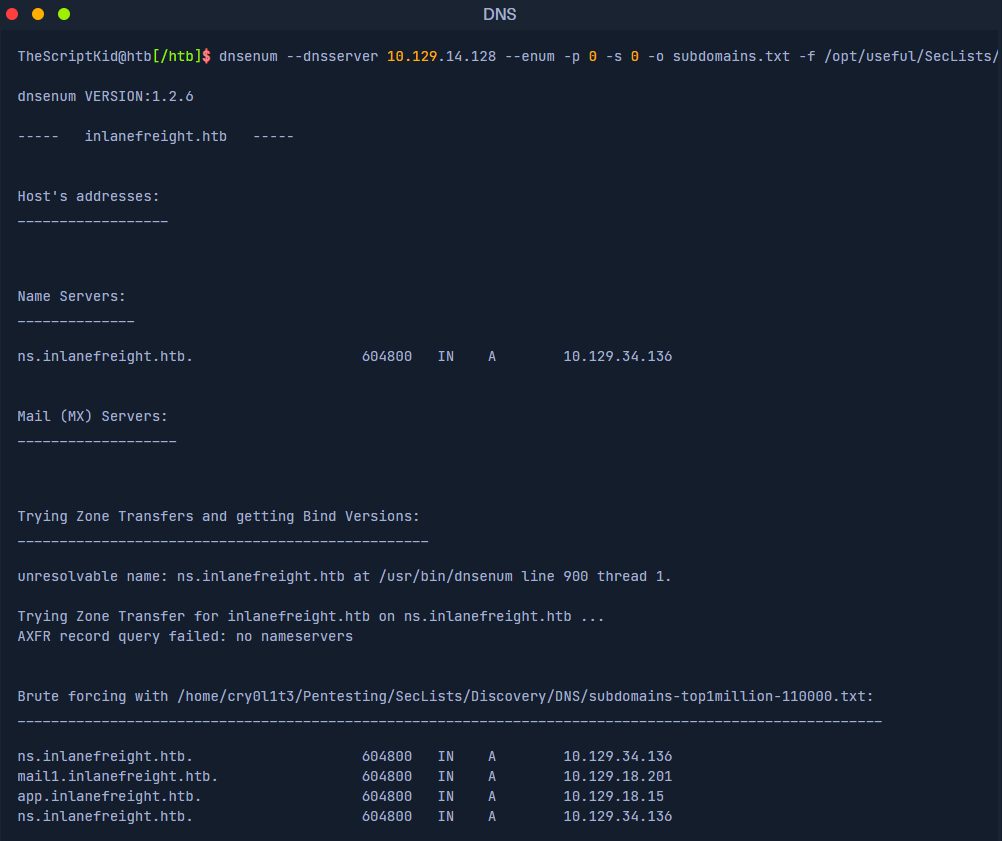 DNS
TheScriptKid@htb[/htb]$ dnsenum --dnsserver 10.129.14.128 --enum -p 0 -s 0 -o subdomains.txt -f /opt/useful/SecLists/
dnsenum VERSION:1.2.6
----- inlanefreight.htb -----
Host's addresses:
__________________
Name Servers:
______________
ns.inlanefreight.htb. 604800 IN A 10.129.34.136
Mail (MX) Servers:
___________________
Trying Zone Transfers and getting Bind Versions:
_________________________________________________
unresolvable name: ns.inlanefreight.htb at /usr/bin/dnsenum line 900 thread 1.
Trying Zone Transfer for inlanefreight.htb on ns.inlanefreight.htb ...
AXFR record query failed: no nameservers
Brute forcing with /home/cry0l1t3/Pentesting/SecLists/Discovery/DNS/subdomains-top1million-110000.txt:
_______________________________________________________________________________________________________
ns.inlanefreight.htb. 604800 IN A 10.129.34.136
mail1.inlanefreight.htb. 604800 IN A 10.129.18.201
app.inlanefreight.htb. 604800 IN A 10.129.18.15
ns.inlanefreight.htb. 604800 IN A 10.129.34.136